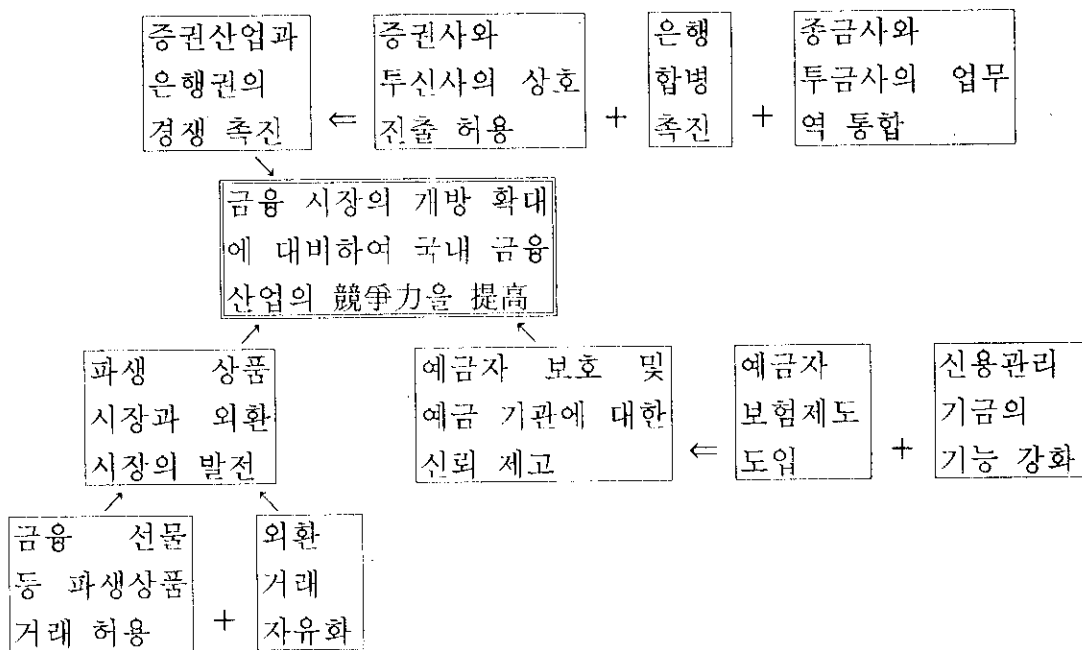 증권산업과
은행권의
경쟁 촉진
⇐
증권사와
투신사의 상호
진출 허용
+
은행
합병
촉진
+
종금사와
투금사의 업무
역 통합
금융 시장의 개방 확대
에 대비하여 국내 금융
산업의 競爭力을 提高
파생 상품
시장과 외환
시장의 발전
예금자 보호 및
예금 기관에 대한
신뢰 제고
⇐
예금자
보험제도
도입
+
신용관리
기금의
기능 강화
금융 선물
등 파생상품
거래 허용
+
외환
거래
자유화